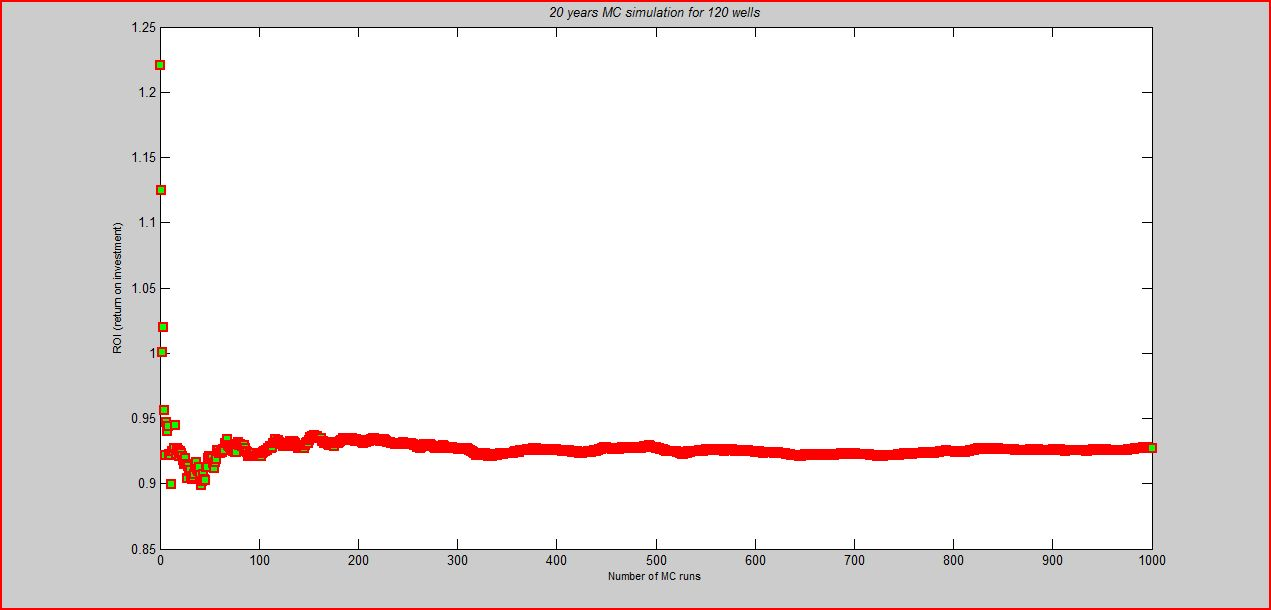 20 years MC simulation for 120 wells
1.25
1.2
1.15
1.1
1.05
1
0.95
0.9
0.85
ROI (return on investment)
0 100 200 300 400 500 600 700 800 900 1000
Number of MC runs